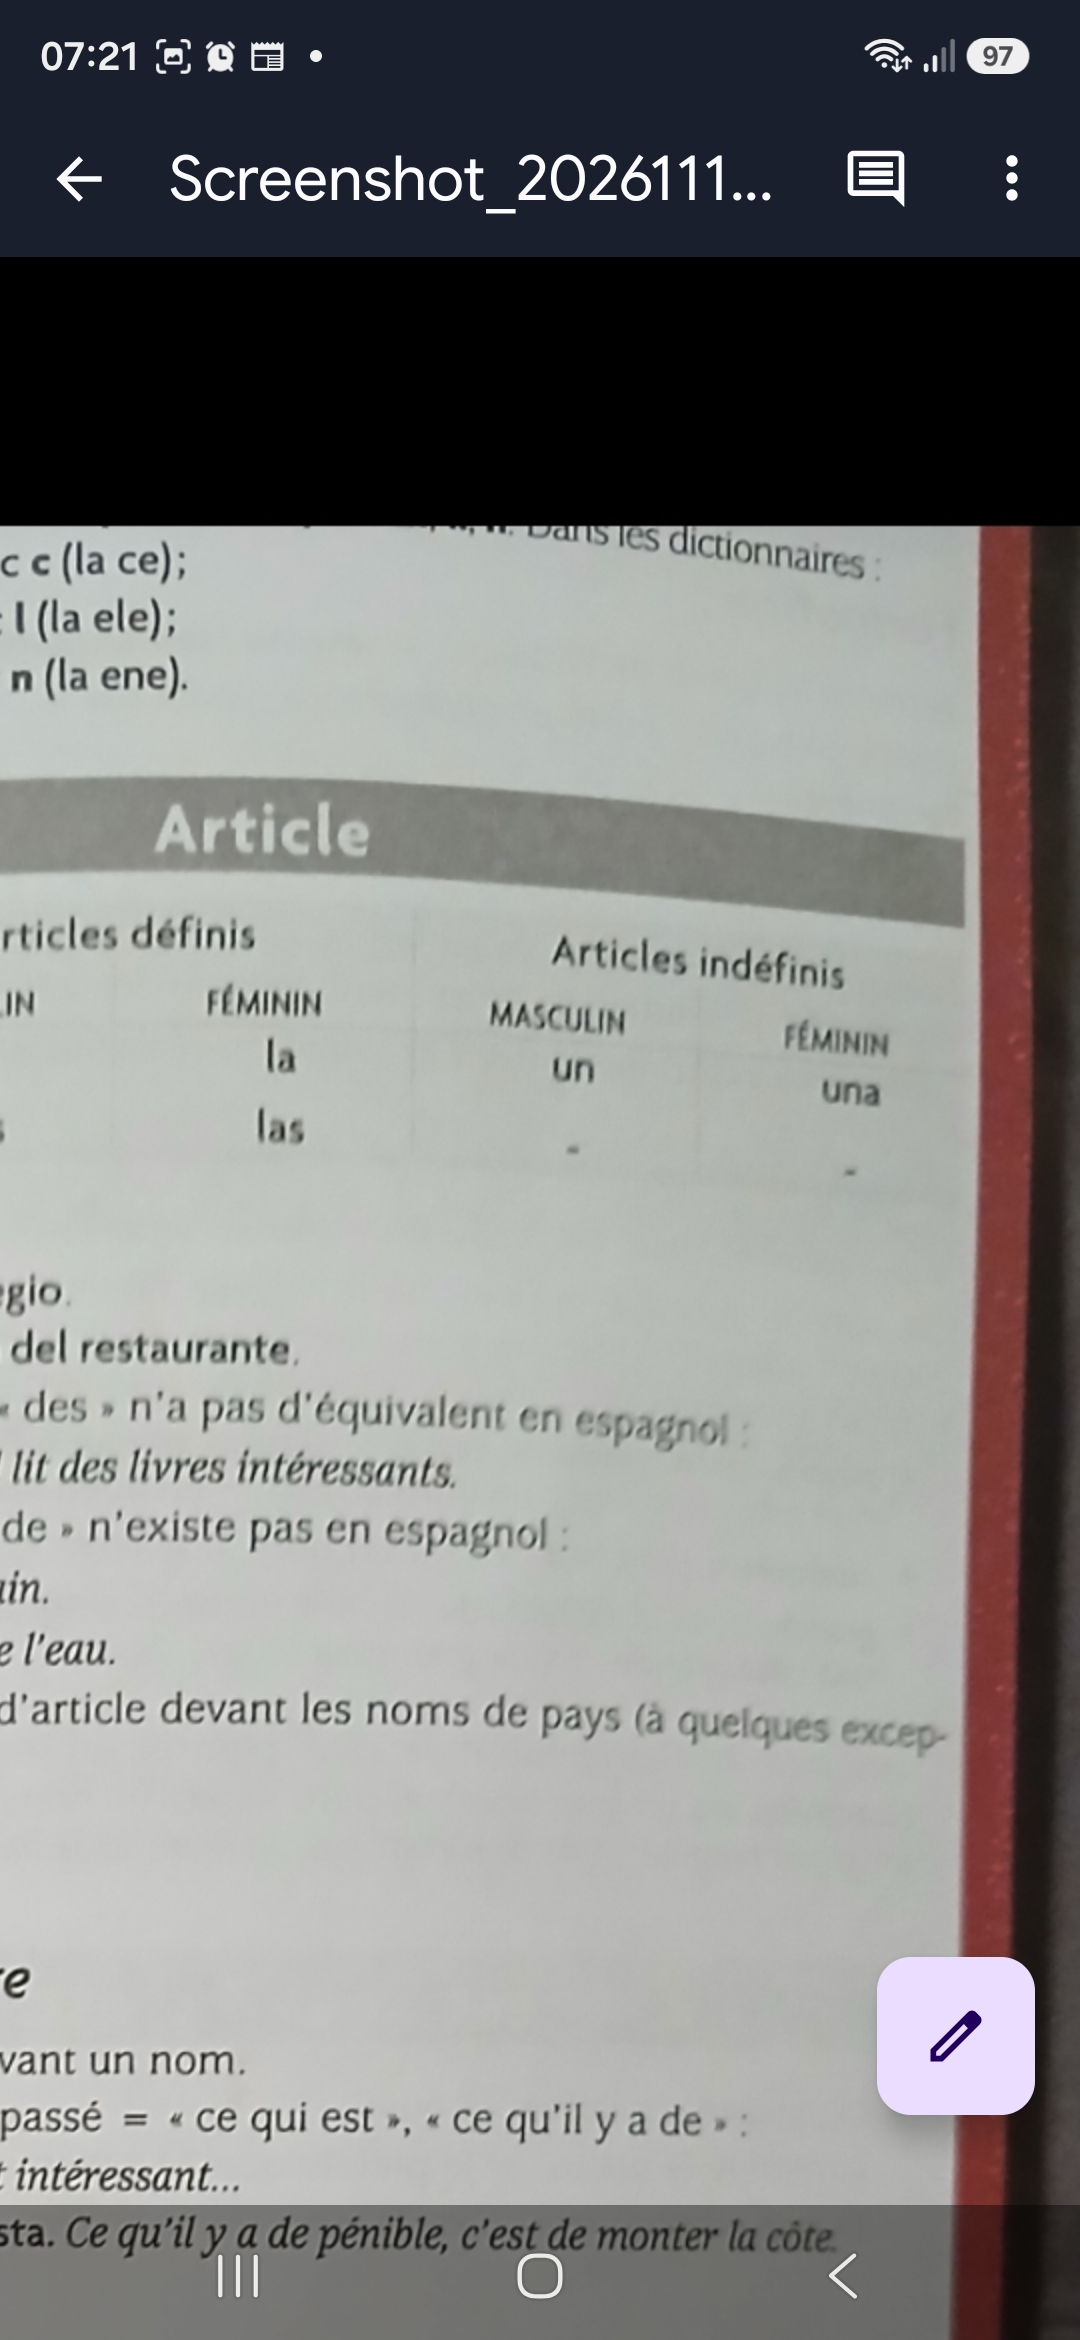 07:21
97
Screenshot_2026111...
Dans les dictionnaires :
c c (la ce);
l (la ele);
n (la ene).
Article
rticles définis Articles indéfinis
IN FÉMININ MASCULIN FÉMININ
la un una
s las - -
egio.
del restaurante.
« des » n'a pas d'équivalent en espagnol :
lit des livres intéressants.
de » n'existe pas en espagnol :
in.
e l'eau.
d'article devant les noms de pays (à quelques excep-
re
vant un nom.
passé = « ce qui est », « ce qu'il y a de » :
t intéressant...
sta. Ce qu'il y a de pénible, c'est de monter la côte.